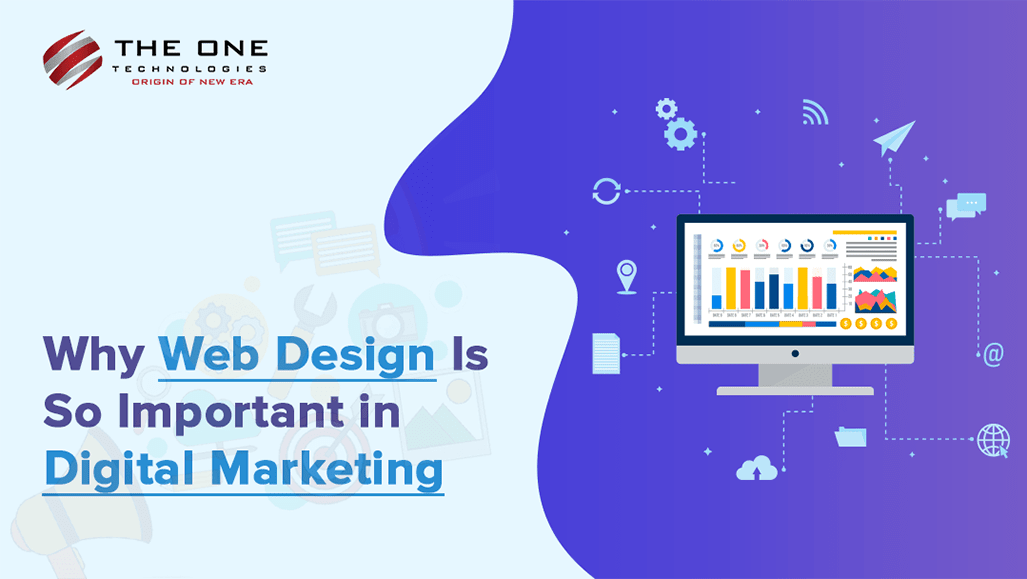 THE ONE
TECHNOLOGIES
ORIGIN OF NEW ERA
Why Web Design Is
So Important in
Digital Marketing
@